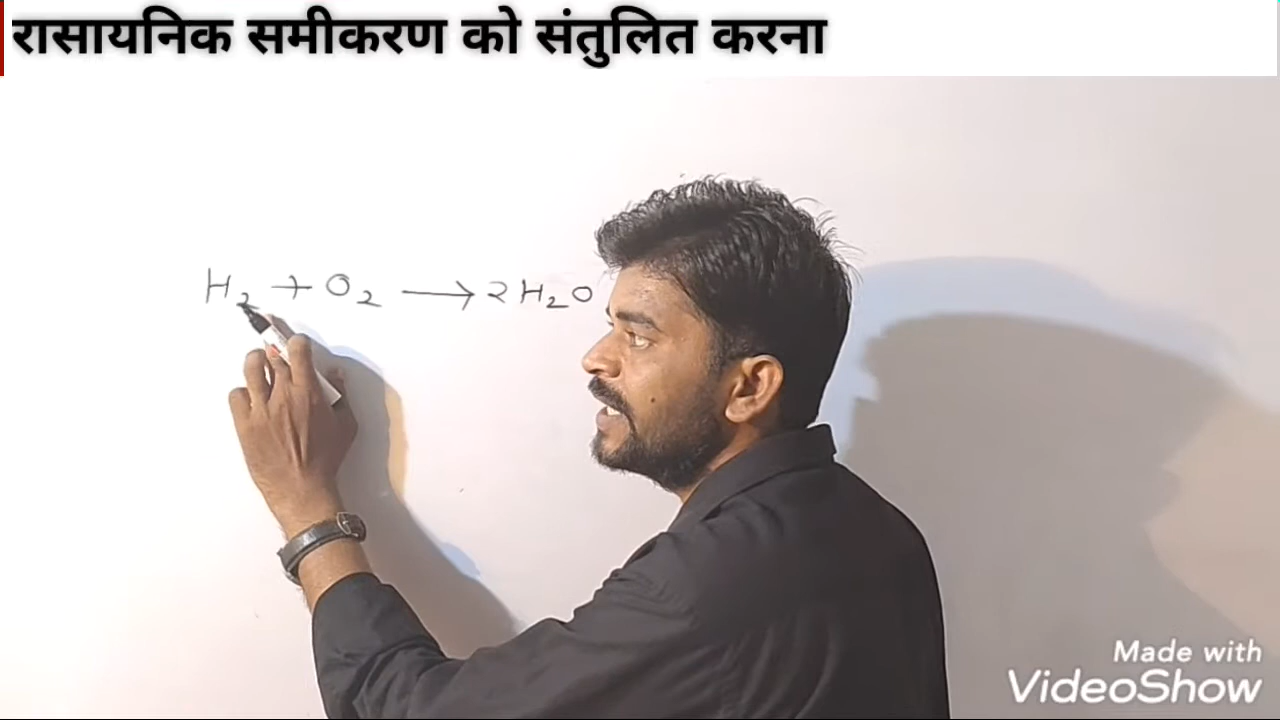 रासायनिक समीकरण को संतुलित करना
H₂ + O₂ → 2H₂O
Made with
VideoShow